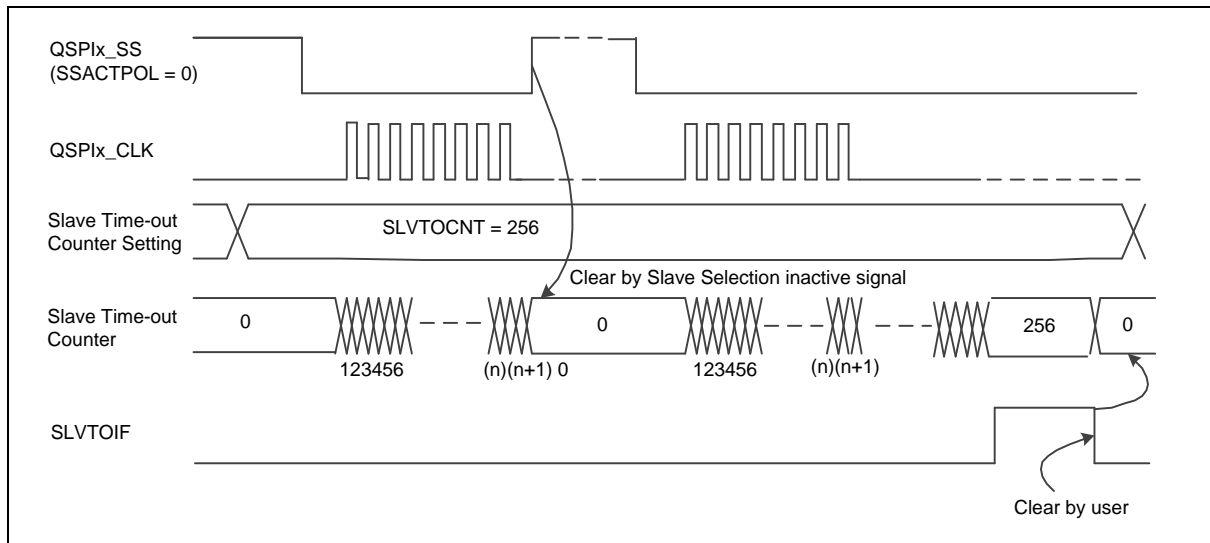 QSPIx_SS
(SSACTPOL = 0)
QSPIx_CLK
Slave Time-out
Counter Setting
SLVTOCNT = 256
Clear by Slave Selection inactive signal
Slave Time-out
Counter
0
0
256
0
123456
(n)(n+1) 0
123456
(n)(n+1)
SLVTOIF
Clear by user